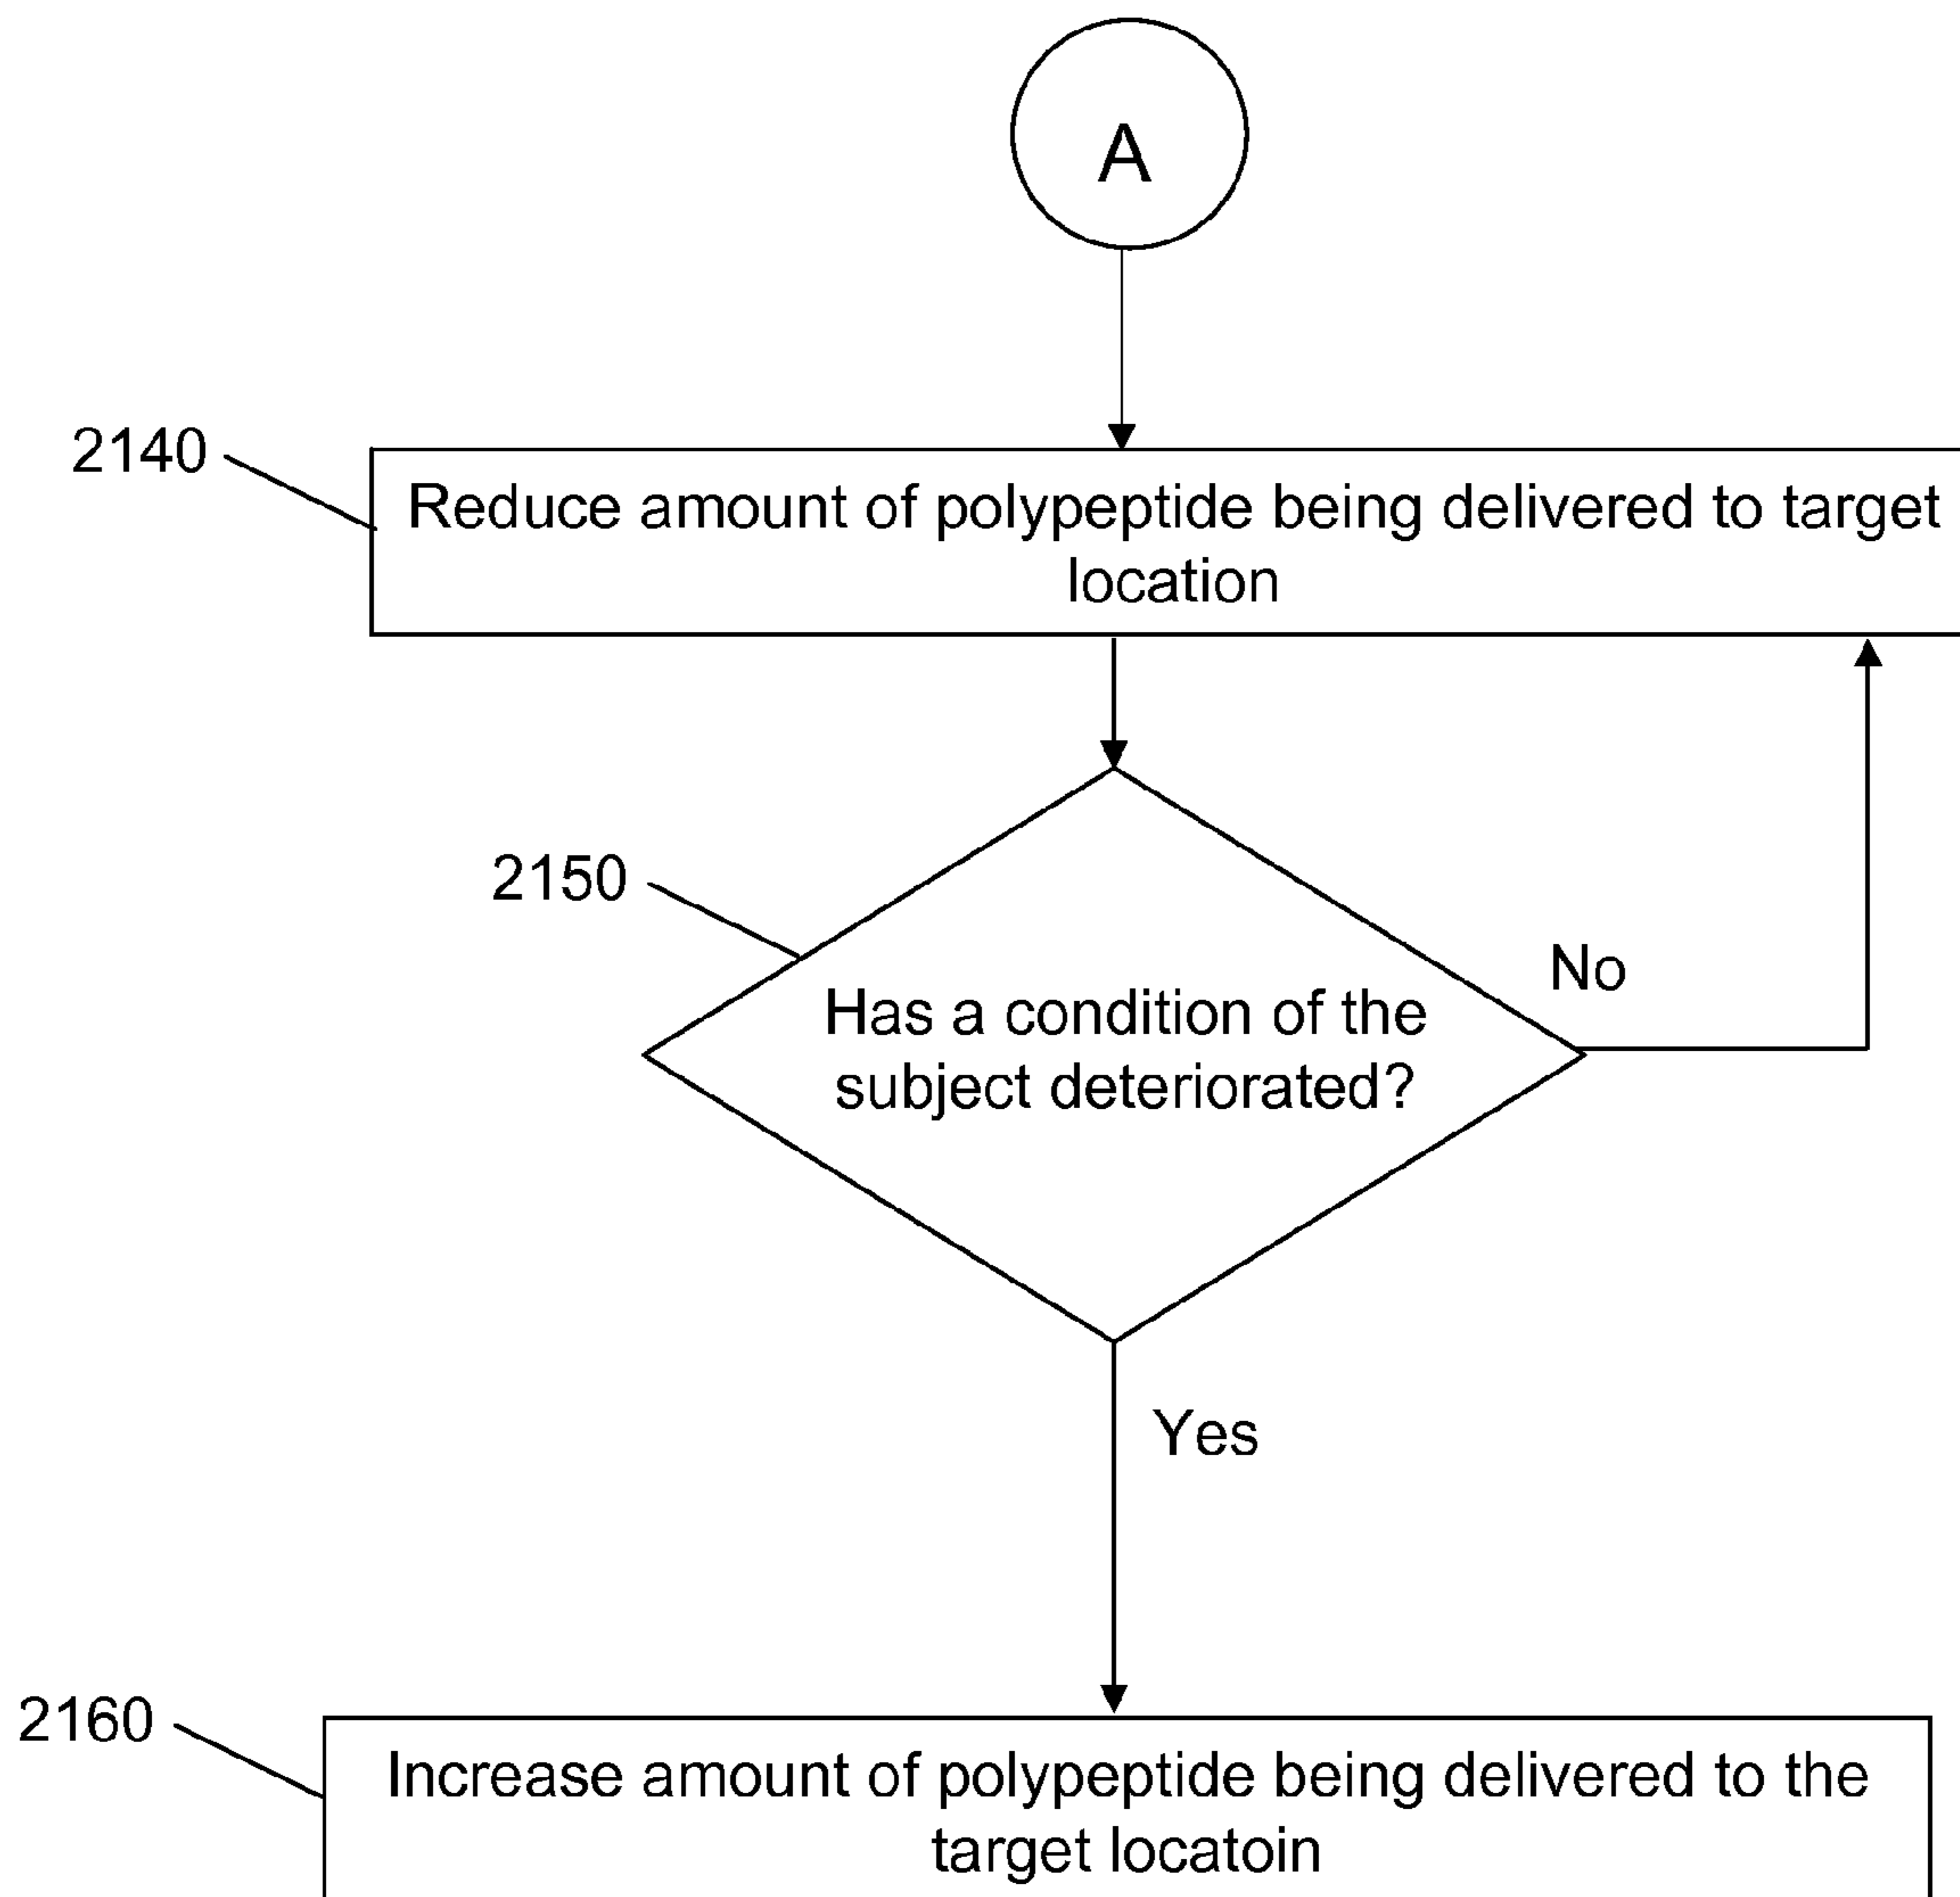 A
2140
Reduce amount of polypeptide being delivered to target
location
2150
Has a condition of the
subject deteriorated?
No
Yes
2160
Increase amount of polypeptide being delivered to the
target locatoin